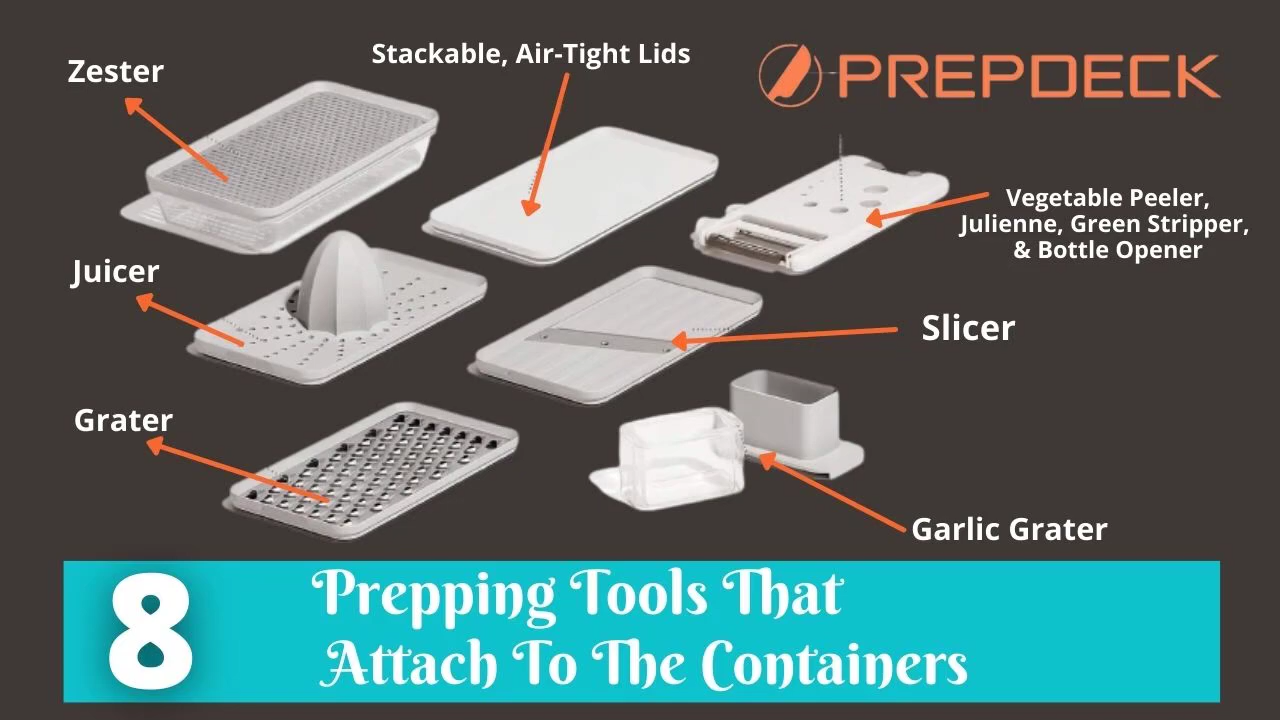 Zester
Stackable, Air-Tight Lids
PREPDECK
Vegetable Peeler,
Julienne, Green Stripper,
& Bottle Opener
Juicer
Slicer
Grater
Garlic Grater
8
Prepping Tools That
Attach To The Containers